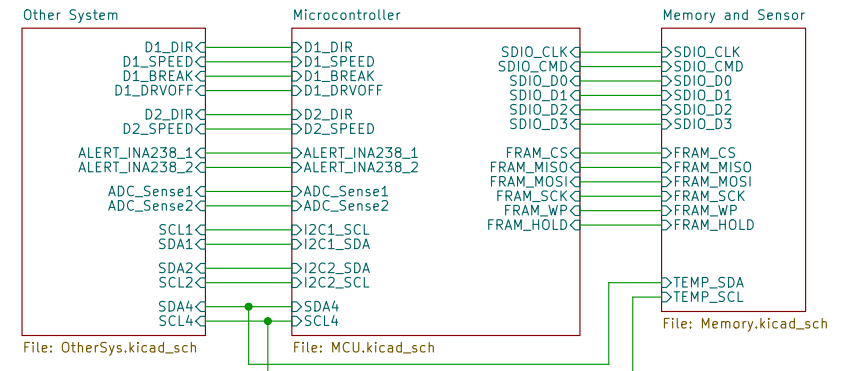 Other System
D1_DIR
D1_SPEED
D1_BREAK
D1_DRVOFF
D2_DIR
D2_SPEED
ALERT_INA238_1
ALERT_INA238_2
ADC_Sense1
ADC_Sense2
SCL1
SDA1
SDA2
SCL2
SDA4
SCL4
File: OtherSys.kicad_sch
Microcontroller
D1_DIR
D1_SPEED
D1_BREAK
D1_DRVOFF
D2_DIR
D2_SPEED
ALERT_INA238_1
ALERT_INA238_2
ADC_Sense1
ADC_Sense2
I2C1_SCL
I2C1_SDA
I2C2_SDA
I2C2_SCL
SDA4
SCL4
SDIO_CLK
SDIO_CMD
SDIO_D0
SDIO_D1
SDIO_D2
SDIO_D3
FRAM_CS
FRAM_MISO
FRAM_MOSI
FRAM_SCK
FRAM_WP
FRAM_HOLD
File: MCU.kicad_sch
Memory and Sensor
SDIO_CLK
SDIO_CMD
SDIO_D0
SDIO_D1
SDIO_D2
SDIO_D3
FRAM_CS
FRAM_MISO
FRAM_MOSI
FRAM_SCK
FRAM_WP
FRAM_HOLD
TEMP_SDA
TEMP_SCL
File: Memory.kicad_sch